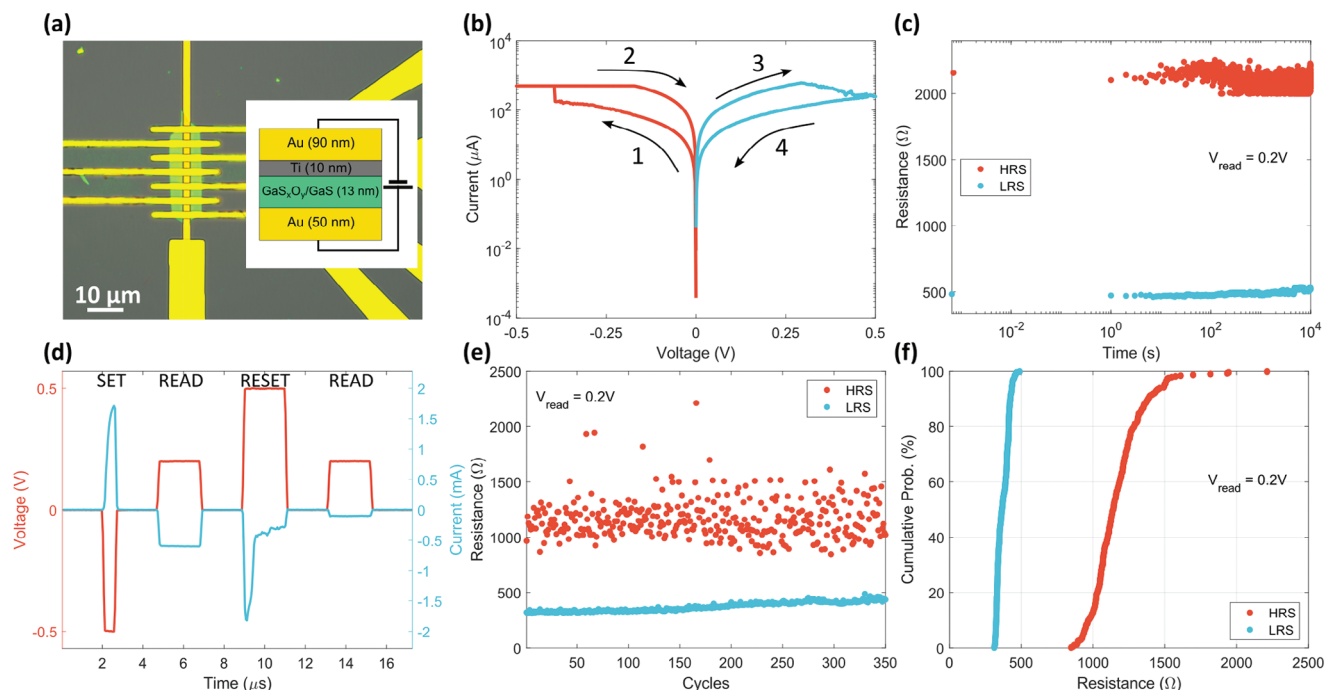 (a)
Au (90 nm)
Ti (10 nm)
GaSxOy/GaS (13 nm)
Au (50 nm)
10 μm
(b)
Current (μA)
10^4
10^2
10^0
10^-2
10^-4
1
2
3
4
-0.5
-0.25
0
0.25
0.5
Voltage (V)
(c)
Resistance (Ω)
2000
1500
1000
500
HRS
LRS
Vread = 0.2V
10^-2
10^0
10^2
10^4
Time (s)
(d)
SET READ RESET READ
Voltage (V)
0.5
0
-0.5
2
1.5
1
0.5
0
-0.5
-1
-1.5
-2
Current (mA)
2 4 6 8 10 12 14 16
Time (μs)
(e)
Resistance (Ω)
2500
2000
1500
1000
500
0
Vread = 0.2V
HRS
LRS
50 100 150 200 250 300 350
Cycles
(f)
Cumulative Prob. (%)
100
80
60
40
20
0
Vread = 0.2V
HRS
LRS
0 500 1000 1500 2000 2500
Resistance (Ω)